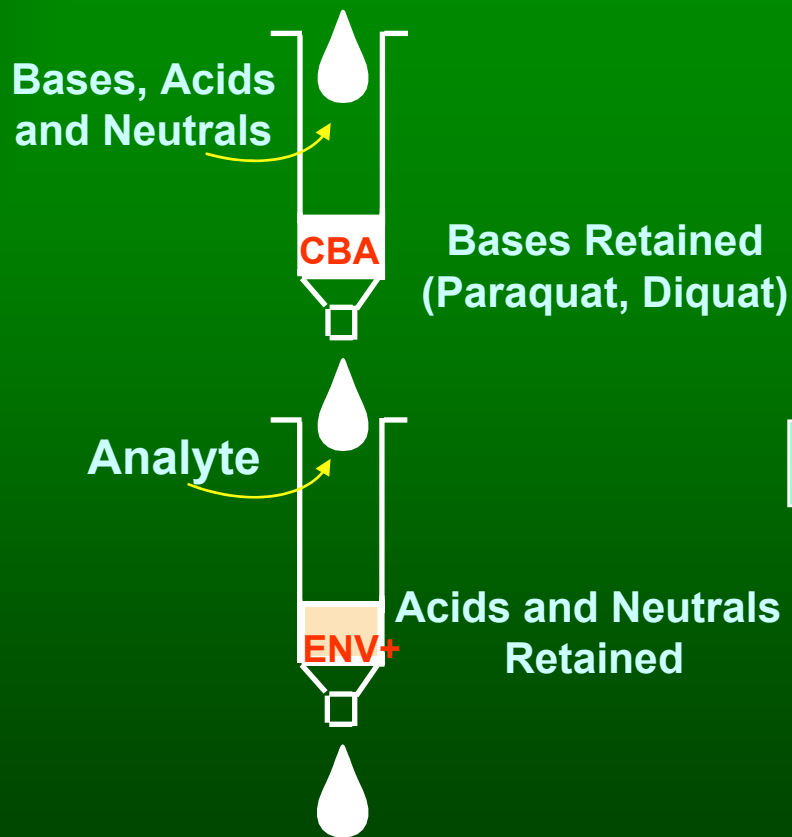 Bases, Acids
and Neutrals
CBA
Bases Retained
(Paraquat, Diquat)
Analyte
Acids and Neutrals
Retained
ENV+